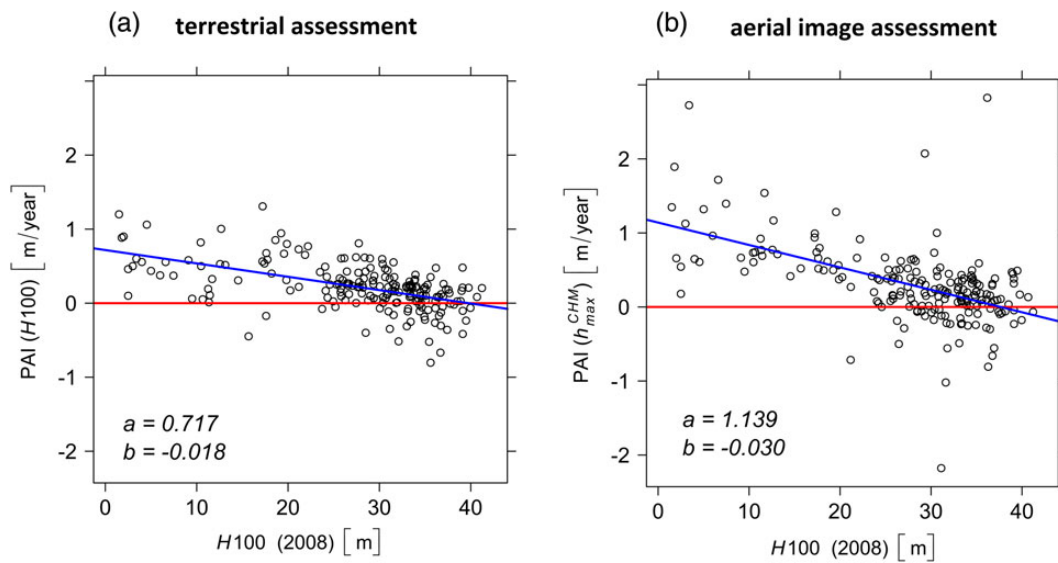 (a) terrestrial assessment
PAI (H100) [m/year]
2
1
0
-1
-2
a = 0.717
b = -0.018
0 10 20 30 40
H100 (2008) [m]
(b) aerial image assessment
PAI (h_max^CHM) [m/year]
2
1
0
-1
-2
a = 1.139
b = -0.030
0 10 20 30 40
H100 (2008) [m]